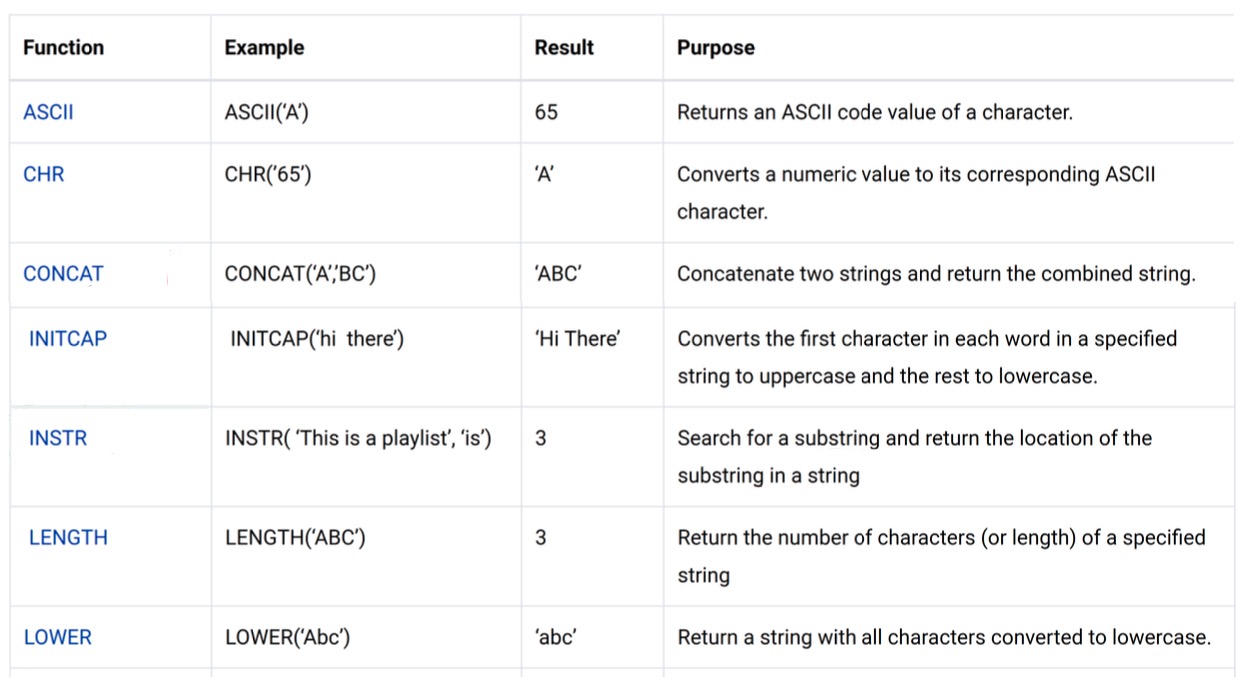 Function Example Result Purpose
ASCII ASCII(‘A’) 65 Returns an ASCII code value of a character.
CHR CHR(‘65’) ‘A’ Converts a numeric value to its corresponding ASCII
character.
CONCAT CONCAT(‘A’,’BC’) ‘ABC’ Concatenate two strings and return the combined string.
INITCAP INITCAP(‘hi  there’) ‘Hi There’ Converts the first character in each word in a specified
string to uppercase and the rest to lowercase.
INSTR INSTR( ‘This is a playlist’, ‘is’) 3 Search for a substring and return the location of the
substring in a string
LENGTH LENGTH(‘ABC’) 3 Return the number of characters (or length) of a specified
string
LOWER LOWER(‘Abc’) ‘abc’ Return a string with all characters converted to lowercase.